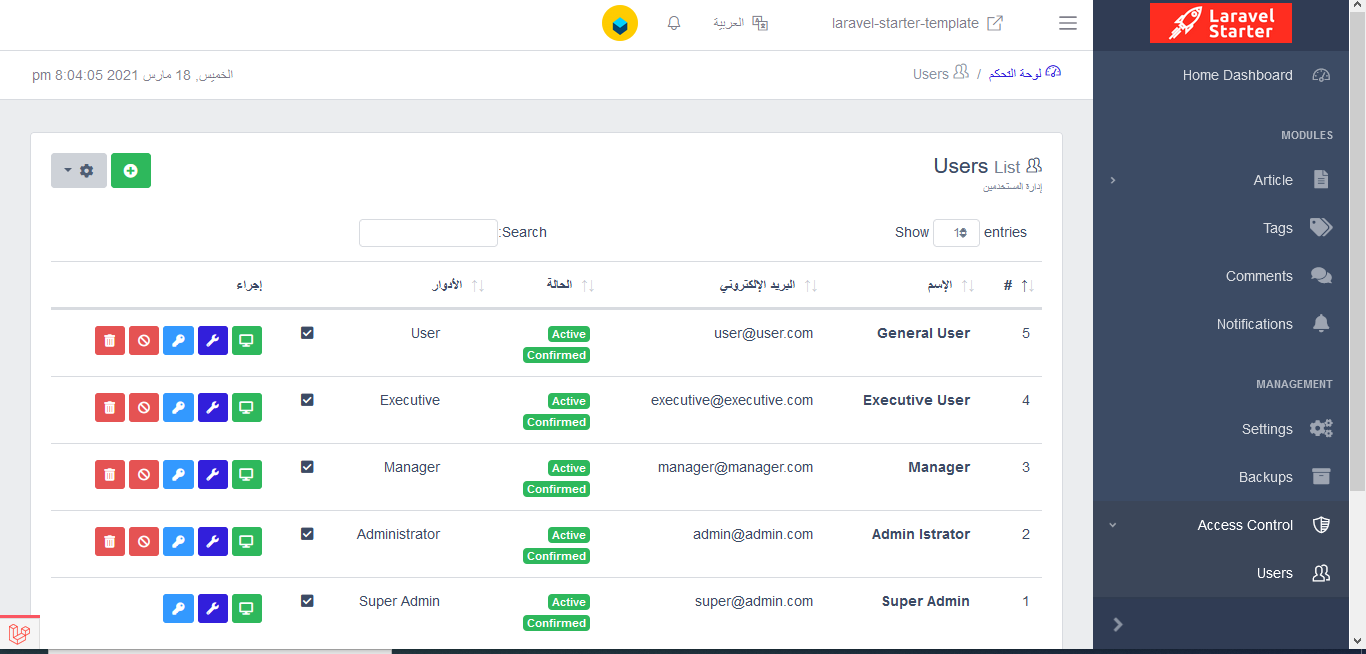 Laravel
Starter
laravel-starter-template
العربية
لوحة التحكم / Users
الخميس, 18 مارس 2021 8:04:05 pm
Home Dashboard
MODULES
Article
Tags
Comments
Notifications
MANAGEMENT
Settings
Backups
Access Control
Users
Users List
إدارة المستخدمين
Show entries
Search:
# الإسم البريد الإلكتروني الحالة الأدوار إجراء
5 General User user@user.com Active User
Confirmed
4 Executive User executive@executive.com Active Executive
Confirmed
3 Manager manager@manager.com Active Manager
Confirmed
2 Admin Istrator admin@admin.com Active Administrator
Confirmed
1 Super Admin super@admin.com Active Super Admin
Confirmed